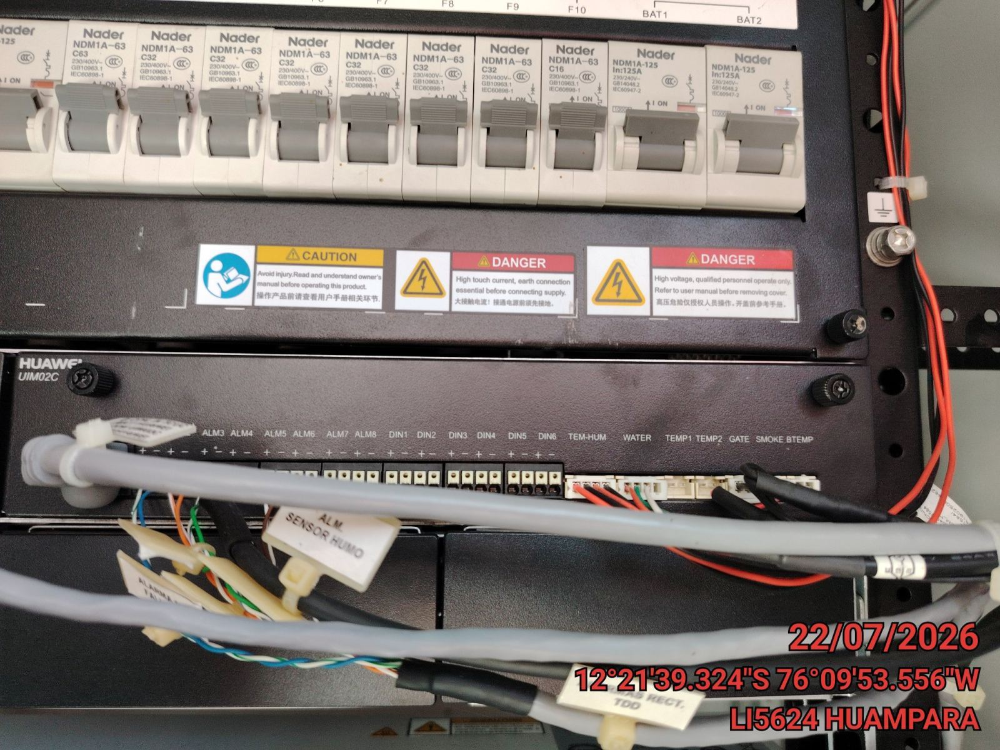 F7
F8
F9
F10
BAT1
BAT2
Nader
-125
I ON
Nader
NDM1A-63
C63
230/400V~
GB10963.1
IEC60898-1
I ON
Nader
NDM1A-63
C32
230/400V~
GB10963.1
IEC60898-1
I ON
Nader
NDM1A-63
C32
230/400V~
GB10963.1
IEC60898-1
I ON
Nader
NDM1A-63
C32
230/400V~
GB10963.1
IEC60898-1
I ON
Nader
NDM1A-63
C32
230/400V~
GB10963.1
IEC60898-1
I ON
Nader
NDM1A-63
C32
230/400V~
GB10963.1
IEC60898-1
I ON
Nader
NDM1A-63
C32
230/400V~
GB10963.1
IEC60898-1
I ON
Nader
NDM1A-63
C16
230/400V~
GB10963.1
IEC60898-1
I ON
Nader
NDM1A-125
In:125A
230/240V~
GB14048.2
IEC60947-2
I ON
Nader
NDM1A-125
In:125A
230/240V~
GB14048.2
IEC60947-2
I ON
CAUTION
Avoid injury.Read and understand owner's
manual before operating this product.
操作产品前请查看用户手册相关环节.
DANGER
High touch current, earth connection
essential before connecting supply.
大接触电流！接通电源前须先接地。
DANGER
High voltage, qualified personnel operate only.
Refer to user manual before removing cover.
高压危险仅授权人员操作。开盖前参考手册。
HUAWEI
UIM02C
ALM3 ALM4 ALM5 ALM6 ALM7 ALM8 DIN1 DIN2 DIN3 DIN4 DIN5 DIN6 TEM-HUM WATER TEMP1 TEMP2 GATE SMOKE BTEMP
+ − + − + − + − + − + − + − + − + − + − + − + −
ALM.
SENSOR HUMO
ALARMA
RECT.
TDD
22/07/2026
12°21'39.324"S 76°09'53.556"W
LI5624 HUAMPARA